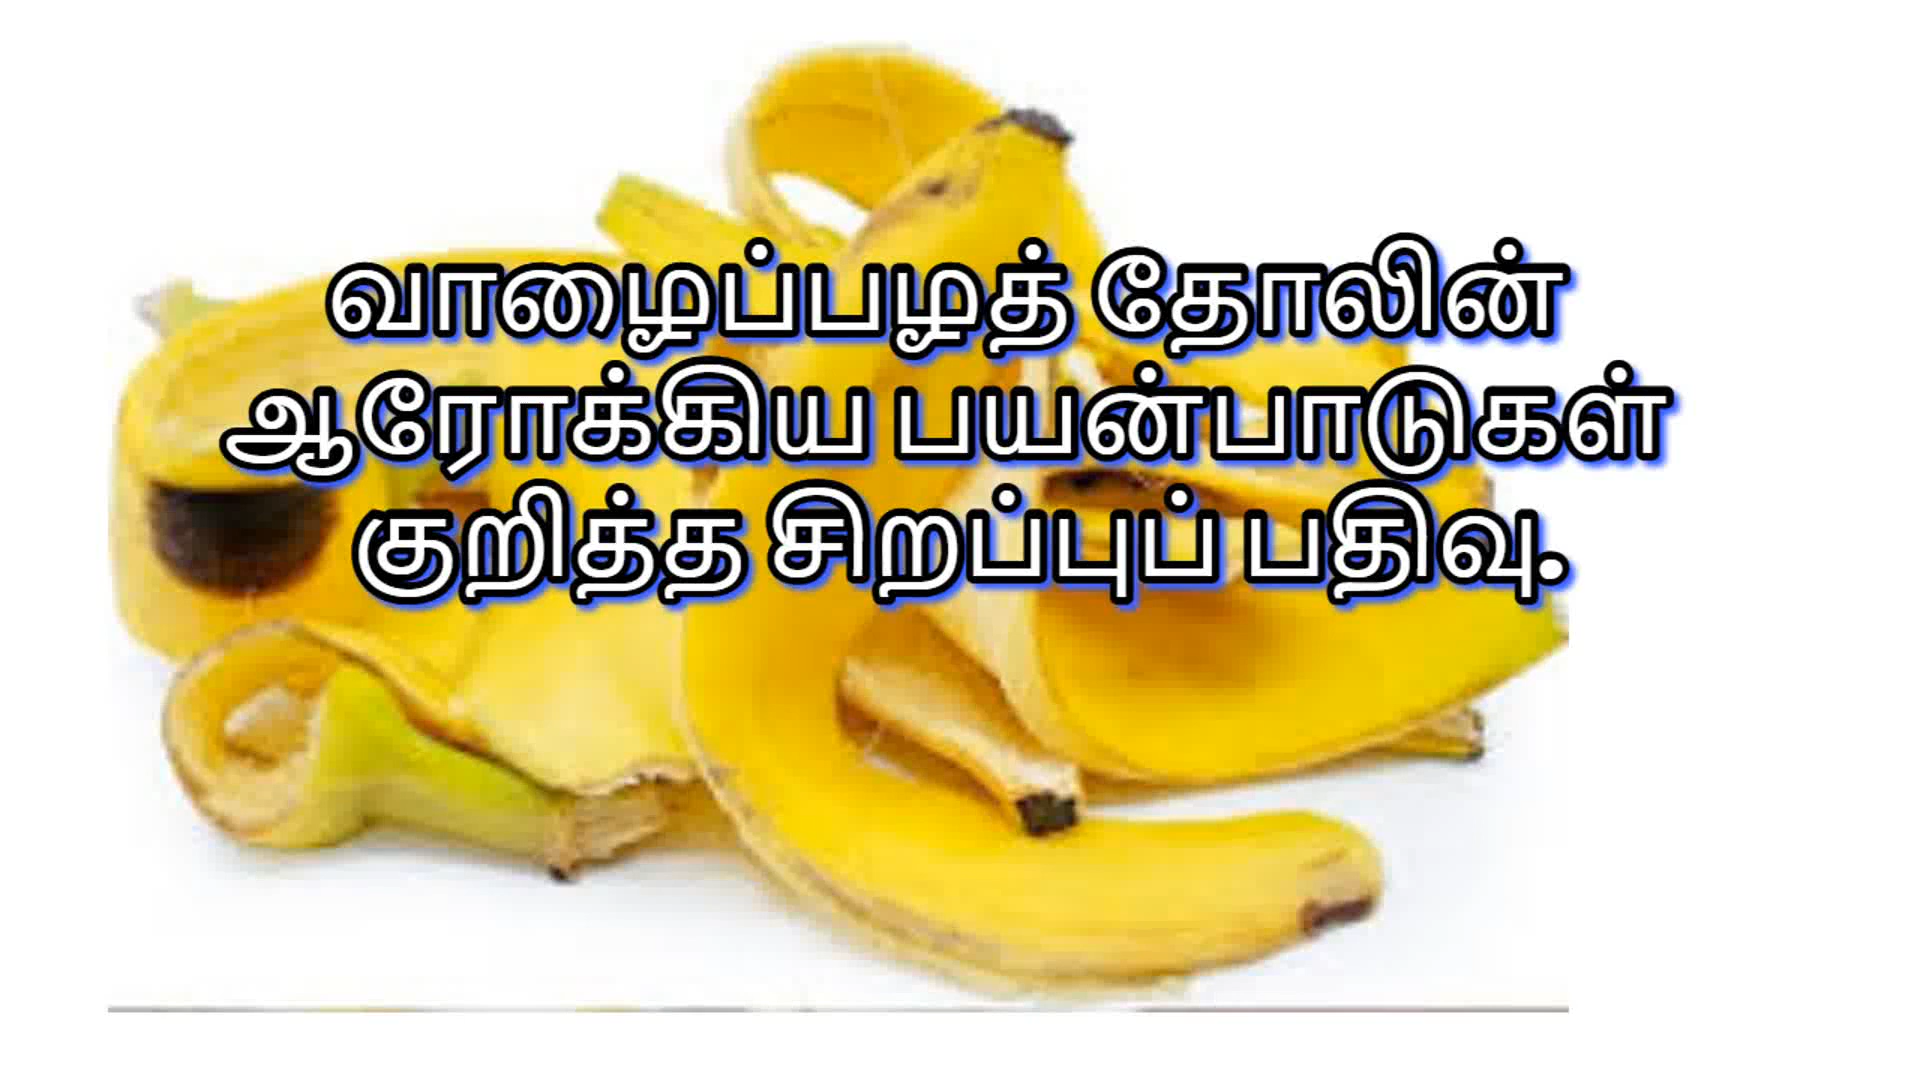 வாழைப்பழத் தோலின்
ஆரோக்கிய பயன்பாடுகள்
குறித்த சிறப்புப் பதிவு.